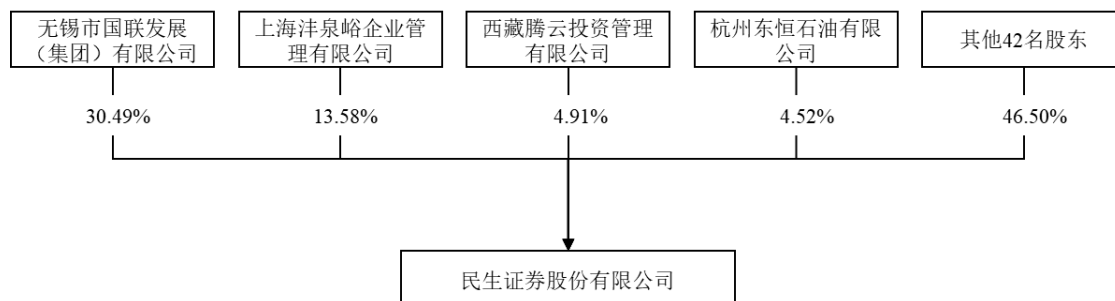 无锡市国联发展
（集团）有限公司
上海沣泉峪企业管
理有限公司
西藏腾云投资管理
有限公司
杭州东恒石油有限
公司
其他42名股东
30.49%
13.58%
4.91%
4.52%
46.50%
民生证券股份有限公司